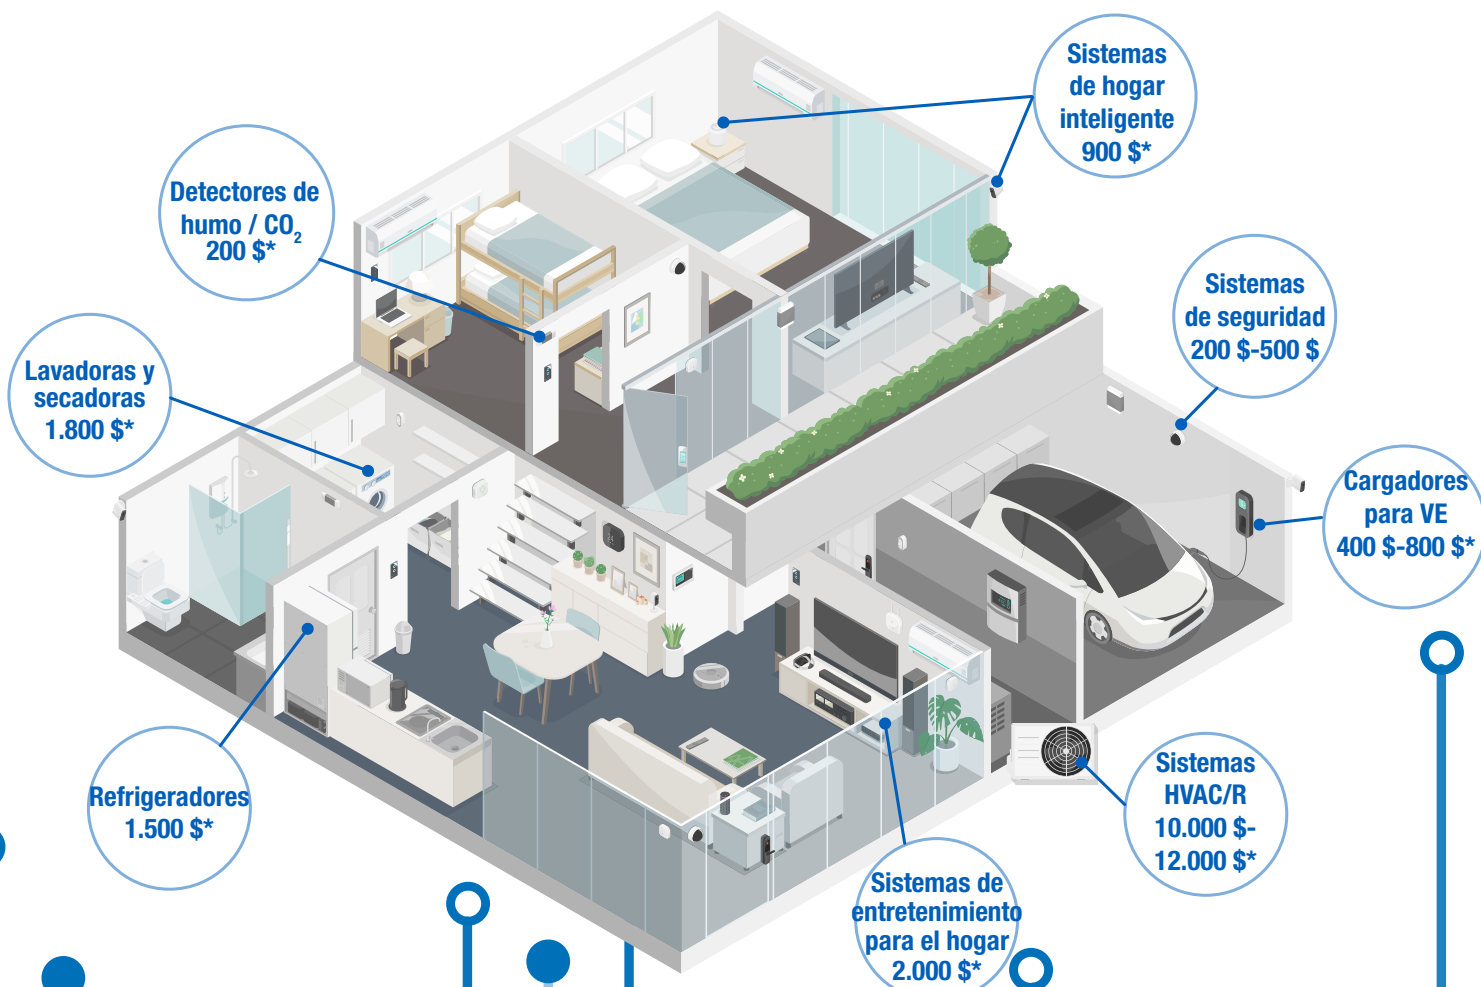 Sistemas
de hogar
inteligente
900 $*
Detectores de
humo / CO₂
200 $*
Sistemas
de seguridad
200 $-500 $
Lavadoras y
secadoras
1.800 $*
Cargadores
para VE
400 $-800 $*
Refrigeradores
1.500 $*
Sistemas
HVAC/R
10.000 $-
12.000 $*
Sistemas de
entretenimiento
para el hogar
2.000 $*